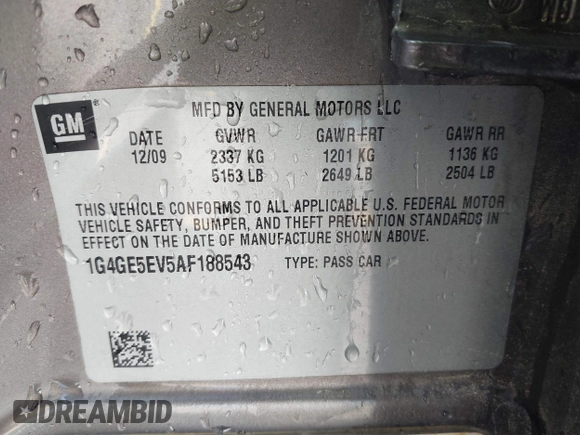 GM ®
MFD BY GENERAL MOTORS LLC
DATE GVWR GAWR FRT GAWR RR
12/09 2337 KG 1201 KG 1136 KG
5153 LB 2649 LB 2504 LB
THIS VEHICLE CONFORMS TO ALL APPLICABLE U.S. FEDERAL MOTOR
VEHICLE SAFETY, BUMPER, AND THEFT PREVENTION STANDARDS IN
EFFECT ON THE DATE OF MANUFACTURE SHOWN ABOVE.
1G4GE5EV5AF188543 TYPE: PASS CAR
DREAMBID